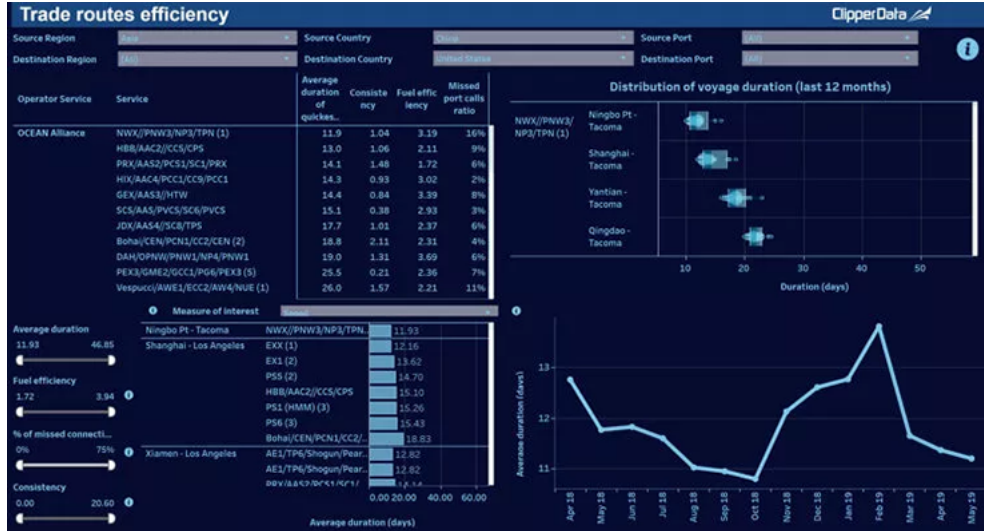 Trade routes efficiency
ClipperData
Source Region
Asia
Source Country
China
Source Port
(All)
Destination Region
(All)
Destination Country
United States
Destination Port
(All)
i
Operator Service
Service
Average
duration
of
quickes..
Consiste
ncy
Fuel effic
iency
Missed
port calls
ratio
OCEAN Alliance
NWX//PNW3/NP3/TPN (1) 11.9 1.04 3.19 16%
HBB/AAC2//CC5/CPS 13.0 1.06 2.11 9%
PRX/AAS2/PCS1/SC1/PRX 14.1 1.48 1.72 6%
HIX/AAC4/PCC1/CC9/PCC1 14.3 0.93 3.02 2%
GEX/AAS3//HTW 14.4 0.84 3.39 8%
SCS/AAS/PVCS/SC6/PVCS 15.1 0.38 2.93 3%
JDX/AAS4//SC8/TPS 17.7 1.01 2.37 6%
Bohai/CEN/PCN1/CC2/CEN (2) 18.8 2.11 2.31 4%
DAH/OPNW/PNW1/NP4/PNW1 19.0 1.31 3.69 6%
PEX3/GME2/GCC1/PG6/PEX3 (5) 25.5 0.21 2.36 7%
Vespucci/AWE1/ECC2/AW4/NUE (1) 26.0 1.57 2.21 11%
Distribution of voyage duration (last 12 months)
NWX//PNW3/
NP3/TPN (1)
Ningbo Pt -
Tacoma
Shanghai -
Tacoma
Yantian -
Tacoma
Qingdao -
Tacoma
10 20 30 40 50
Duration (days)
i
Measure of interest
Speed
i
Average duration
11.93 46.85
Fuel efficiency
1.72 3.94
i
% of missed connecti...
0% 75%
i
Consistency
0.00 20.60
i
Ningbo Pt - Tacoma NWX//PNW3/NP3/TPN.. 11.93
Shanghai - Los Angeles EXX (1) 12.16
EX1 (2) 13.62
PS5 (2) 14.70
HBB/AAC2//CC5/CPS 15.10
PS1 (HMM) (3) 15.26
PS6 (3) 15.43
Bohai/CEN/PCN1/CC2/.. 18.83
Xiamen - Los Angeles AE1/TP6/Shogun/Pear.. 12.82
AE1/TP6/Shogun/Pear.. 12.82
PRX/AAS2/PCS1/SC1/.. 14.14
0.00 20.00 40.00 60.00
Average duration (days)
Average duration (days)
13
12
11
Apr 18
May 18
Jun 18
Jul 18
Aug 18
Sep 18
Oct 18
Nov 18
Dec 18
Jan 19
Feb 19
Mar 19
Apr 19
May 19